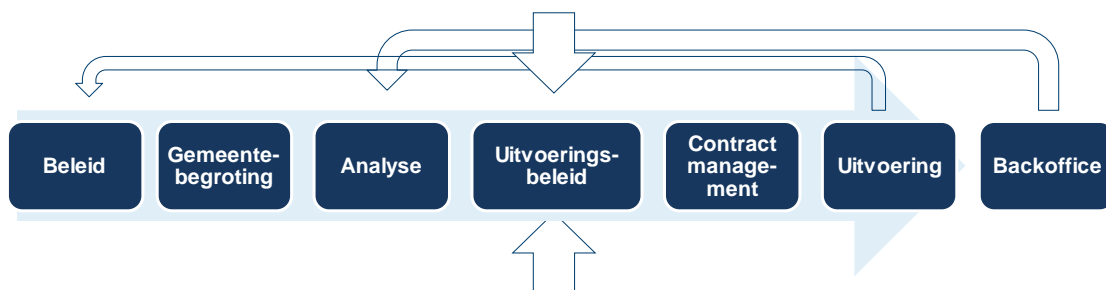 Beleid
Gemeente-
begroting
Analyse
Uitvoerings-
beleid
Contract
manage-
ment
Uitvoering
Backoffice